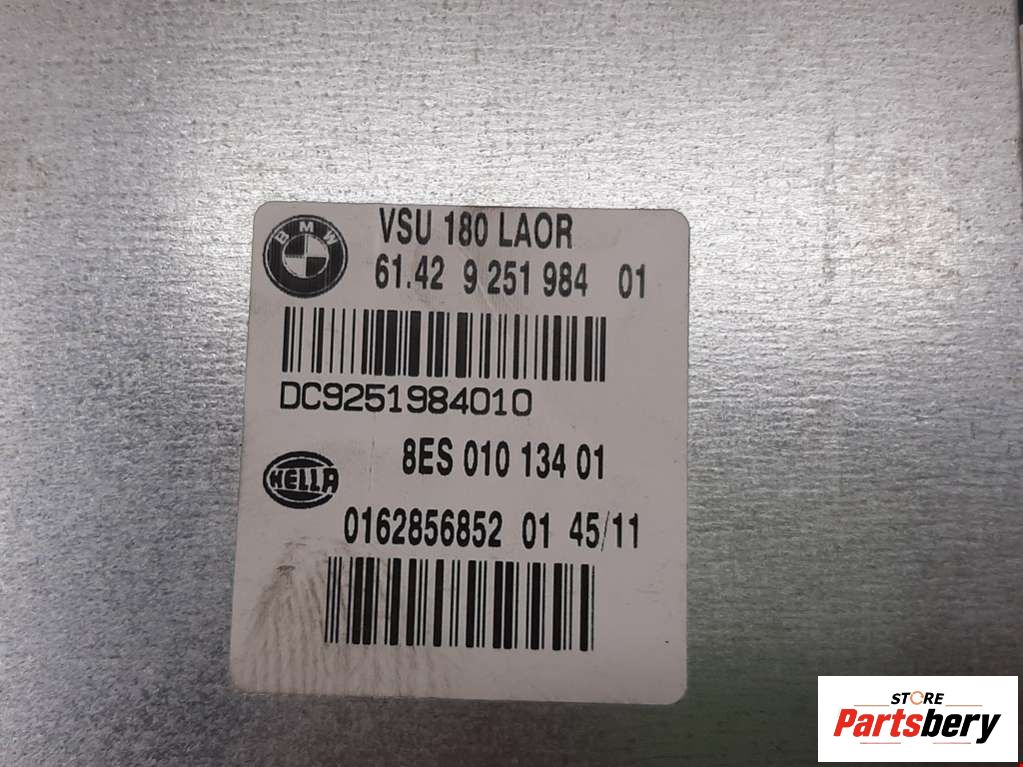 BMW
VSU 180 LAOR
61.42 9 251 984 01
DC9251984010
8ES 010 134 01
HELLA
0162856852 01 45/11
STORE
Partsbery